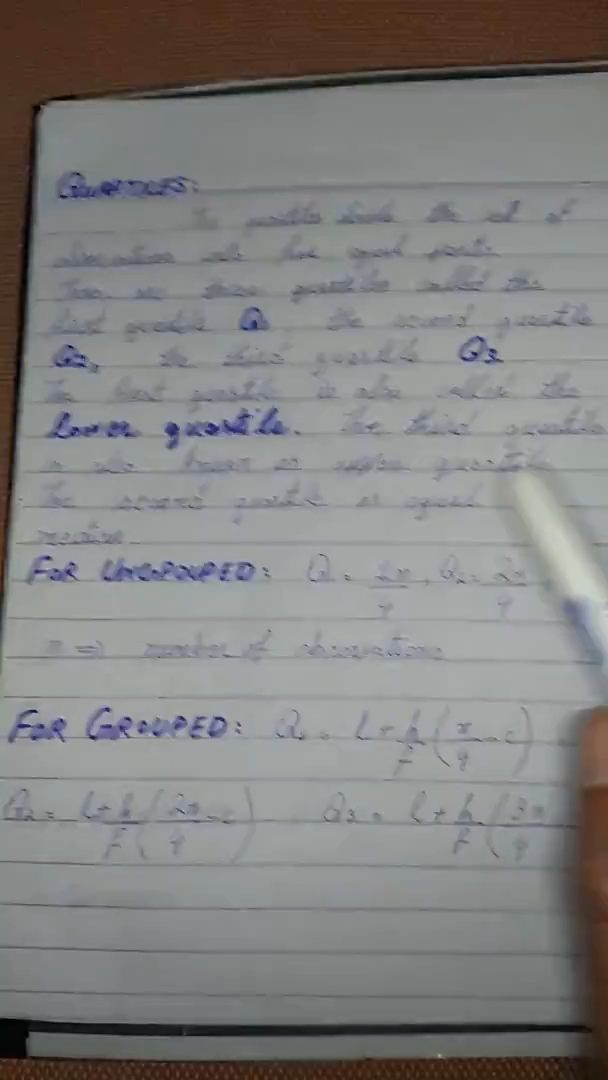 QUARTILES:
The quartiles divide the set of
observations into four equal parts.
There are three quartiles called the
first quartile Q1, the second quartile
Q2, the third quartile Q3
The first quartile is also called the
lower quartile. The third quartile
is also known as upper quartile
The second quartile is equal
median
FOR UNGROUPED: Q = n/4, Q2 = 2n/4
n => number of observations
FOR GROUPED: Q1 = l + h/f (n/4 - c)
Q2 = l + h/f (2n/4 - c) Q3 = l + h/f (3n/4